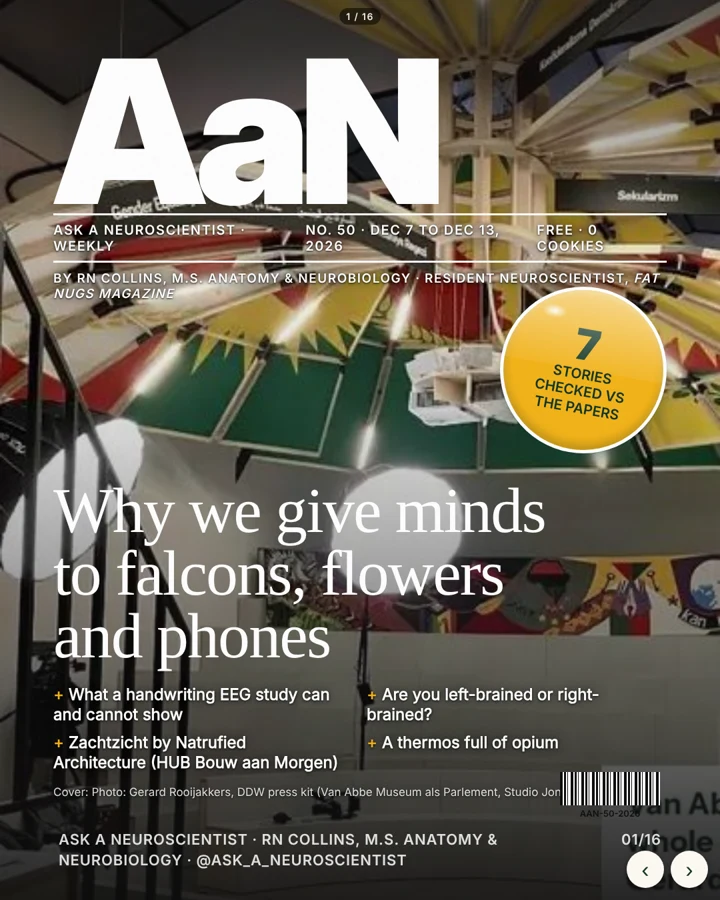 1 / 16
AaN
Sekularizm
ASK A NEUROSCIENTIST ·
WEEKLY
NO. 50 · DEC 7 TO DEC 13,
2026
FREE · 0
COOKIES
BY RN COLLINS, M.S. ANATOMY & NEUROBIOLOGY · RESIDENT NEUROSCIENTIST, FAT
NUGS MAGAZINE
7
STORIES
CHECKED VS
THE PAPERS
Why we give minds
to falcons, flowers
and phones
+ What a handwriting EEG study can
and cannot show
+ Zachtzicht by Natrufied
Architecture (HUB Bouw aan Morgen)
+ Are you left-brained or right-
brained?
+ A thermos full of opium
Cover: Photo: Gerard Rooijakkers, DDW press kit (Van Abbe Museum als Parlement, Studio Jon
AAN-50-2026
ASK A NEUROSCIENTIST · RN COLLINS, M.S. ANATOMY &
NEUROBIOLOGY · @ASK_A_NEUROSCIENTIST
01/16
‹ ›